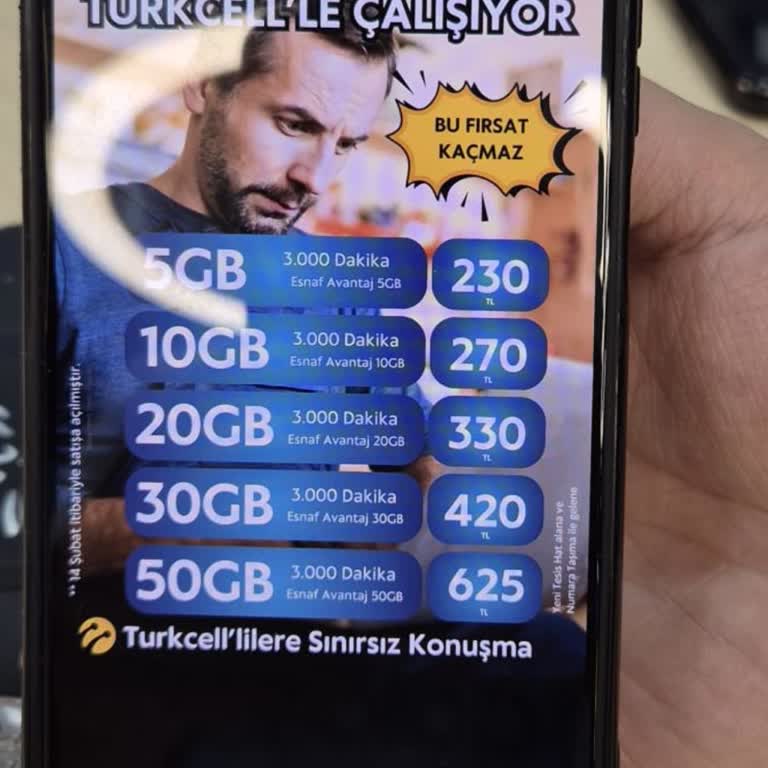 TURKCELL'LE ÇALIŞIYOR
BU FIRSAT
KAÇMAZ
5GB
3.000 Dakika
Esnaf Avantaj 5GB
230
TL
10GB
3.000 Dakika
Esnaf Avantaj 10GB
270
TL
20GB
3.000 Dakika
Esnaf Avantaj 20GB
330
TL
30GB
3.000 Dakika
Esnaf Avantaj 30GB
420
TL
50GB
3.000 Dakika
Esnaf Avantaj 50GB
625
TL
**14 Şubat itibariyle satışa açılmıştır.
Yeni Tesis Hat alana ve
Numara Taşıma ile gelene
Turkcell'lilere Sınırsız Konuşma